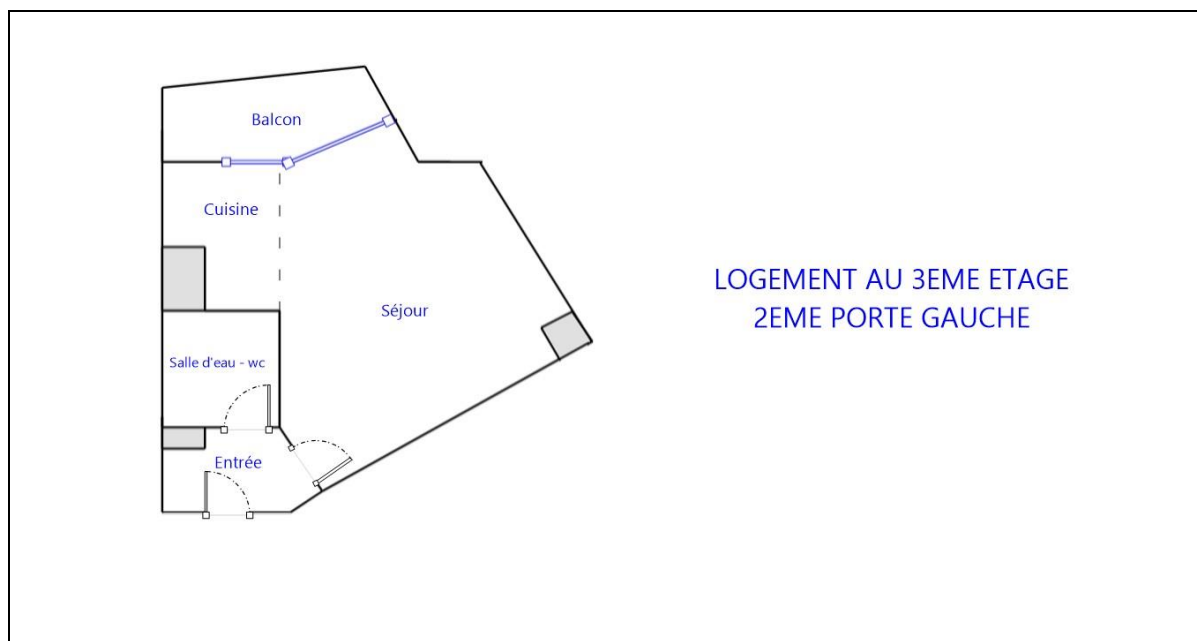 Balcon
Cuisine
Séjour
Salle d'eau - wc
Entrée
LOGEMENT AU 3EME ETAGE
2EME PORTE GAUCHE